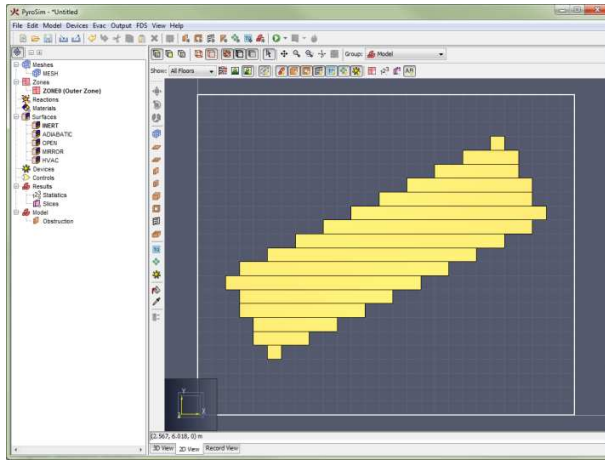 PyroSim - *Untitled
File Edit Model Devices Evac Output FDS View Help
Group: Model
Show: All Floors
Meshes
MESH
Zones
ZONE0 (Outer Zone)
Reactions
Materials
Surfaces
INERT
ADIABATIC
OPEN
MIRROR
HVAC
Devices
Controls
Results
Statistics
Slices
Model
Obstruction
Y
X
(2.567, 6.018, 0) m
3D View 2D View Record View